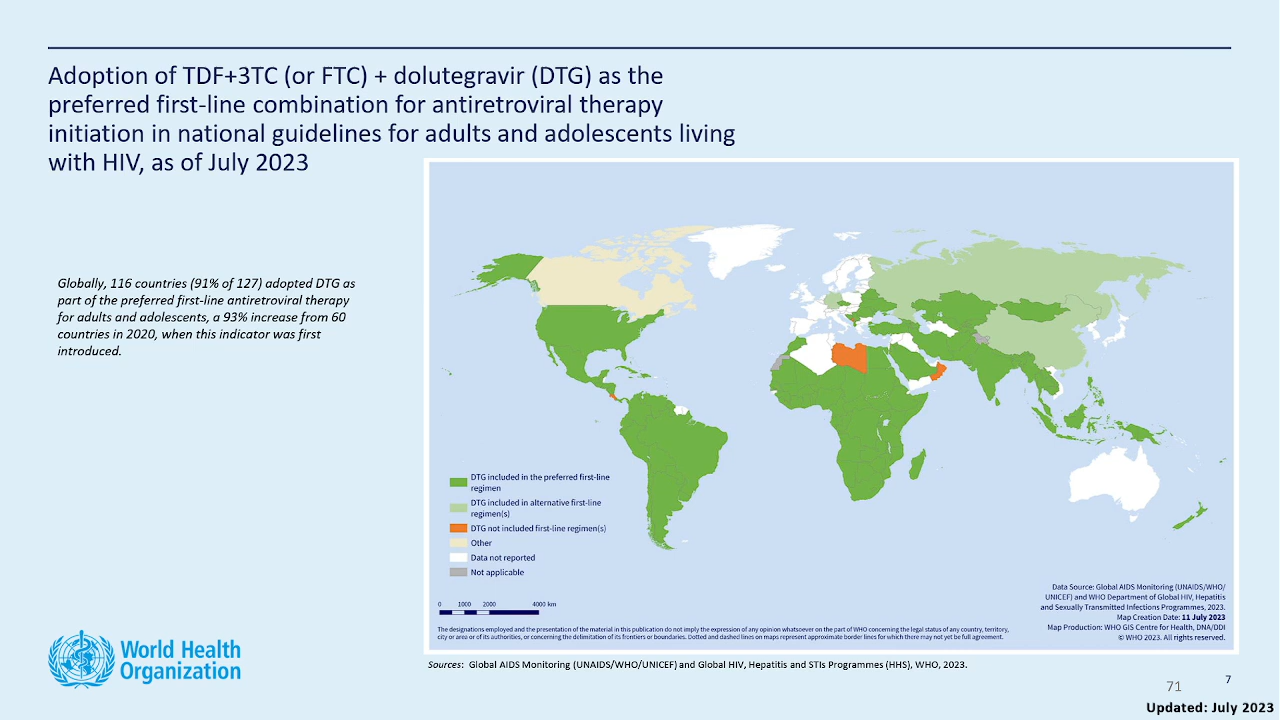 Adoption of TDF+3TC (or FTC) + dolutegravir (DTG) as the
preferred first-line combination for antiretroviral therapy
initiation in national guidelines for adults and adolescents living
with HIV, as of July 2023
Globally, 116 countries (91% of 127) adopted DTG as
part of the preferred first-line antiretroviral therapy
for adults and adolescents, a 93% increase from 60
countries in 2020, when this indicator was first
introduced.
DTG included in the preferred first-line
regimen
DTG included in alternative first-line
regimen(s)
DTG not included first-line regimen(s)
Other
Data not reported
Not applicable
0 1000 2000 4000 km
Data Source: Global AIDS Monitoring (UNAIDS/WHO/
UNICEF) and WHO Department of Global HIV, Hepatitis
and Sexually Transmitted Infections Programmes, 2023.
Map Creation Date: 11 July 2023
Map Production: WHO GIS Centre for Health, DNA/DDI
© WHO 2023. All rights reserved.
The designations employed and the presentation of the material in this publication do not imply the expression of any opinion whatsoever on the part of WHO concerning the legal status of any country, territory,
city or area or of its authorities, or concerning the delimitation of its frontiers or boundaries. Dotted and dashed lines on maps represent approximate border lines for which there may not yet be full agreement.
World Health
Organization
Sources: Global AIDS Monitoring (UNAIDS/WHO/UNICEF) and Global HIV, Hepatitis and STIs Programmes (HHS), WHO, 2023.
7
71
Updated: July 2023